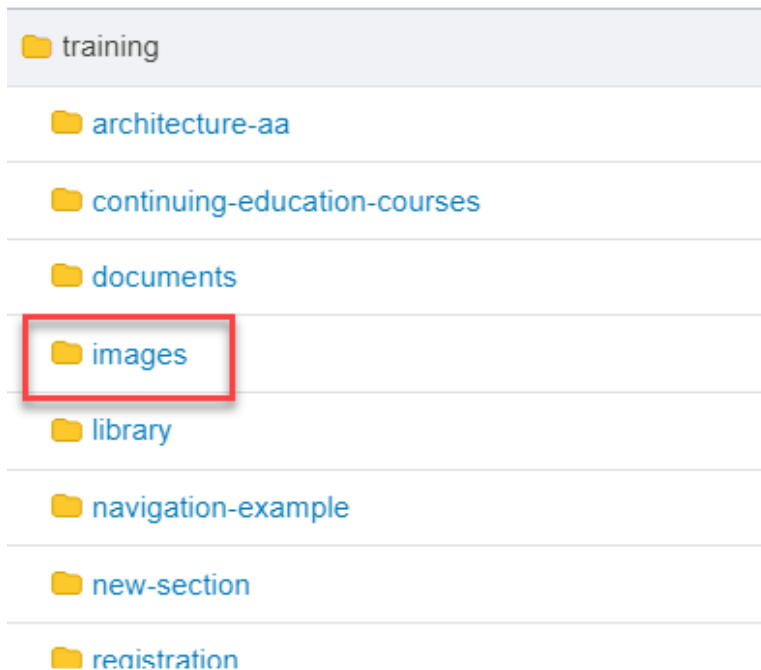 training
architecture-aa
continuing-education-courses
documents
images
library
navigation-example
new-section
registration